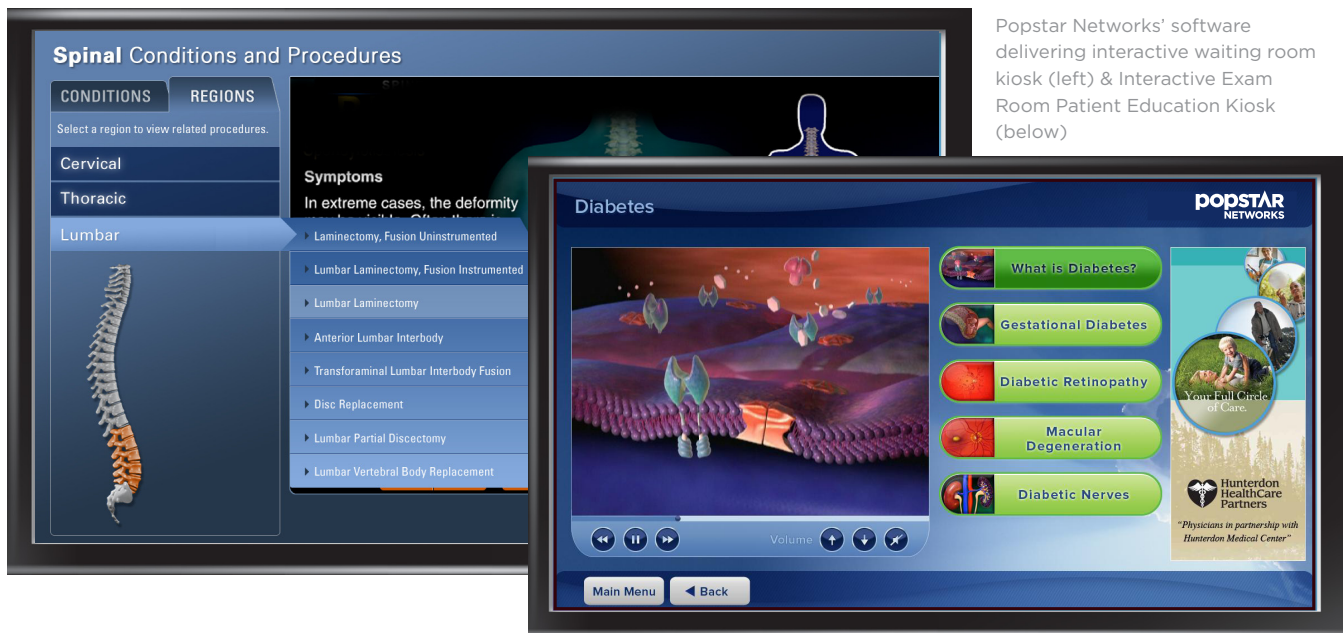 Popstar Networks’ software
delivering interactive waiting room
kiosk (left) & Interactive Exam
Room Patient Education Kiosk
(below)
Spinal Conditions and Procedures
CONDITIONS REGIONS
Select a region to view related procedures.
Cervical
Thoracic
Lumbar
Symptoms
In extreme cases, the deformity
Laminectomy, Fusion Uninstrumented
Lumbar Laminectomy, Fusion Instrumented
Lumbar Laminectomy
Anterior Lumbar Interbody
Transforaminal Lumbar Interbody Fusion
Disc Replacement
Lumbar Partial Discectomy
Lumbar Vertebral Body Replacement
Diabetes
POPSTAR
NETWORKS
What is Diabetes?
Gestational Diabetes
Diabetic Retinopathy
Macular
Degeneration
Diabetic Nerves
Volume
Main Menu
Back
Your Full Circle
of Care.
Hunterdon
HealthCare
Partners
“Physicians in partnership with
Hunterdon Medical Center”